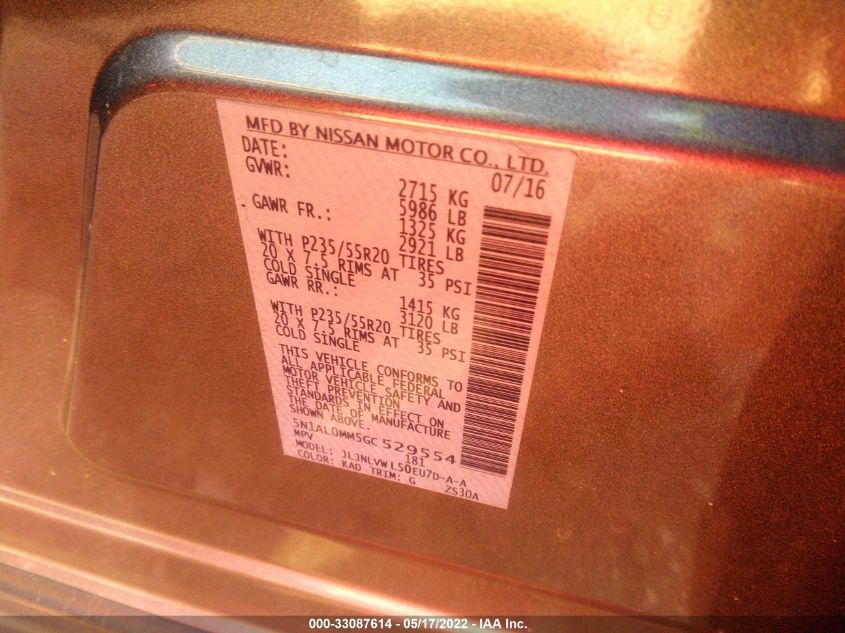 MFD BY NISSAN MOTOR CO., LTD.
DATE: 07/16
GVWR: 2715 KG
5986 LB
GAWR FR.: 1325 KG
2921 LB
WITH P235/55R20 TIRES
20 X 7.5 RIMS AT 35 PSI
COLD SINGLE
GAWR RR.: 1415 KG
3120 LB
WITH P235/55R20 TIRES
20 X 7.5 RIMS AT 35 PSI
COLD SINGLE
THIS VEHICLE CONFORMS TO
ALL APPLICABLE FEDERAL
MOTOR VEHICLE SAFETY AND
THEFT PREVENTION
STANDARDS IN EFFECT ON
THE DATE OF MANUFACTURE
SHOWN ABOVE.
5N1AL0MM5GC529554
MPV 181
MODEL: JLJNLVWL50EU7D-A-A
COLOR: KAD TRIM: G 2S30A
000-33087614 - 05/17/2022 - IAA Inc.